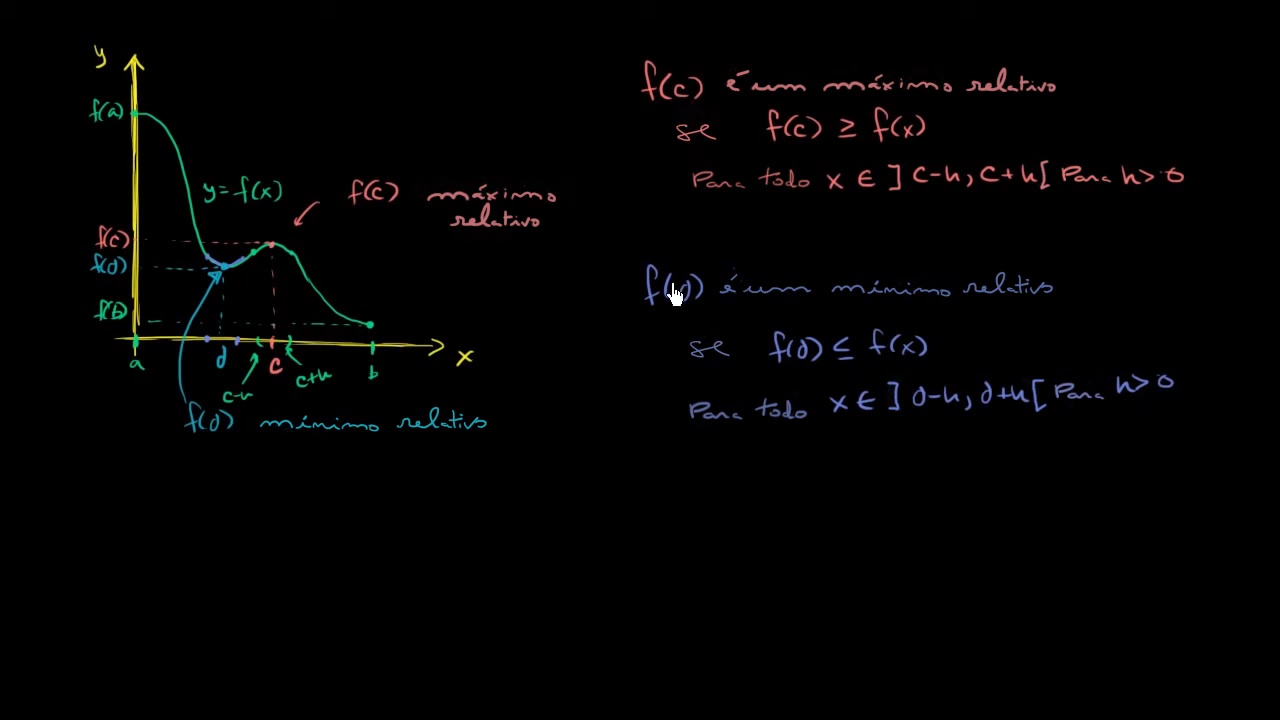 y
f(a)
y=f(x)
f(c) máximo
relativo
f(c)
f(d)
f(b)
a
d
c
b
x
c-h
c+h
f(d) mínimo relativo
f(c) é um máximo relativo
se f(c) ≥ f(x)
Para todo x ∈ ] c-h, c+h [ Para h>0
f(d) é um mínimo relativo
se f(d) ≤ f(x)
Para todo x ∈ ] d-h, d+h [ Para h>0